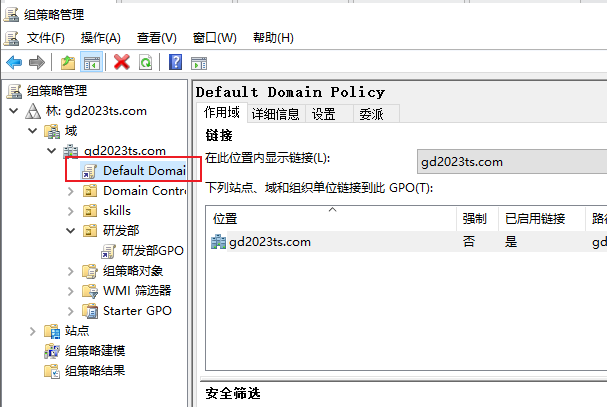 组策略管理
文件(F) 操作(A) 查看(V) 窗口(W) 帮助(H)
组策略管理
林: gd2023ts.com
域
gd2023ts.com
Default Domai
Domain Contr
skills
研发部
研发部GPO
组策略对象
WMI 筛选器
Starter GPO
站点
组策略建模
组策略结果
Default Domain Policy
作用域 详细信息 设置 委派
链接
在此位置内显示链接(L): gd2023ts.com
下列站点、域和组织单位链接到此 GPO(T):
位置 强制 已启用链接 路径
gd2023ts.com 否 是 gd
安全筛选